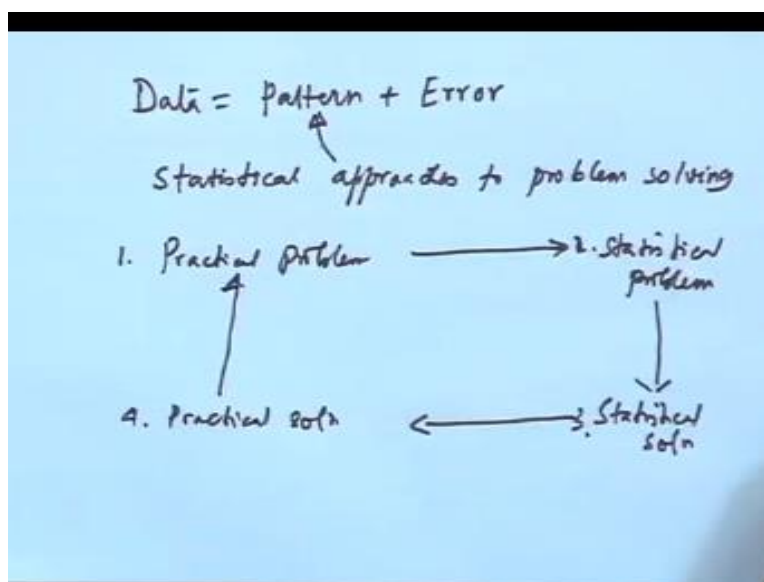 Data = Pattern + Error
Statistical approaches to problem solving
1. Practical problem → 2. Statistical
problem
4. Practical soln ← 3. Statistical
soln